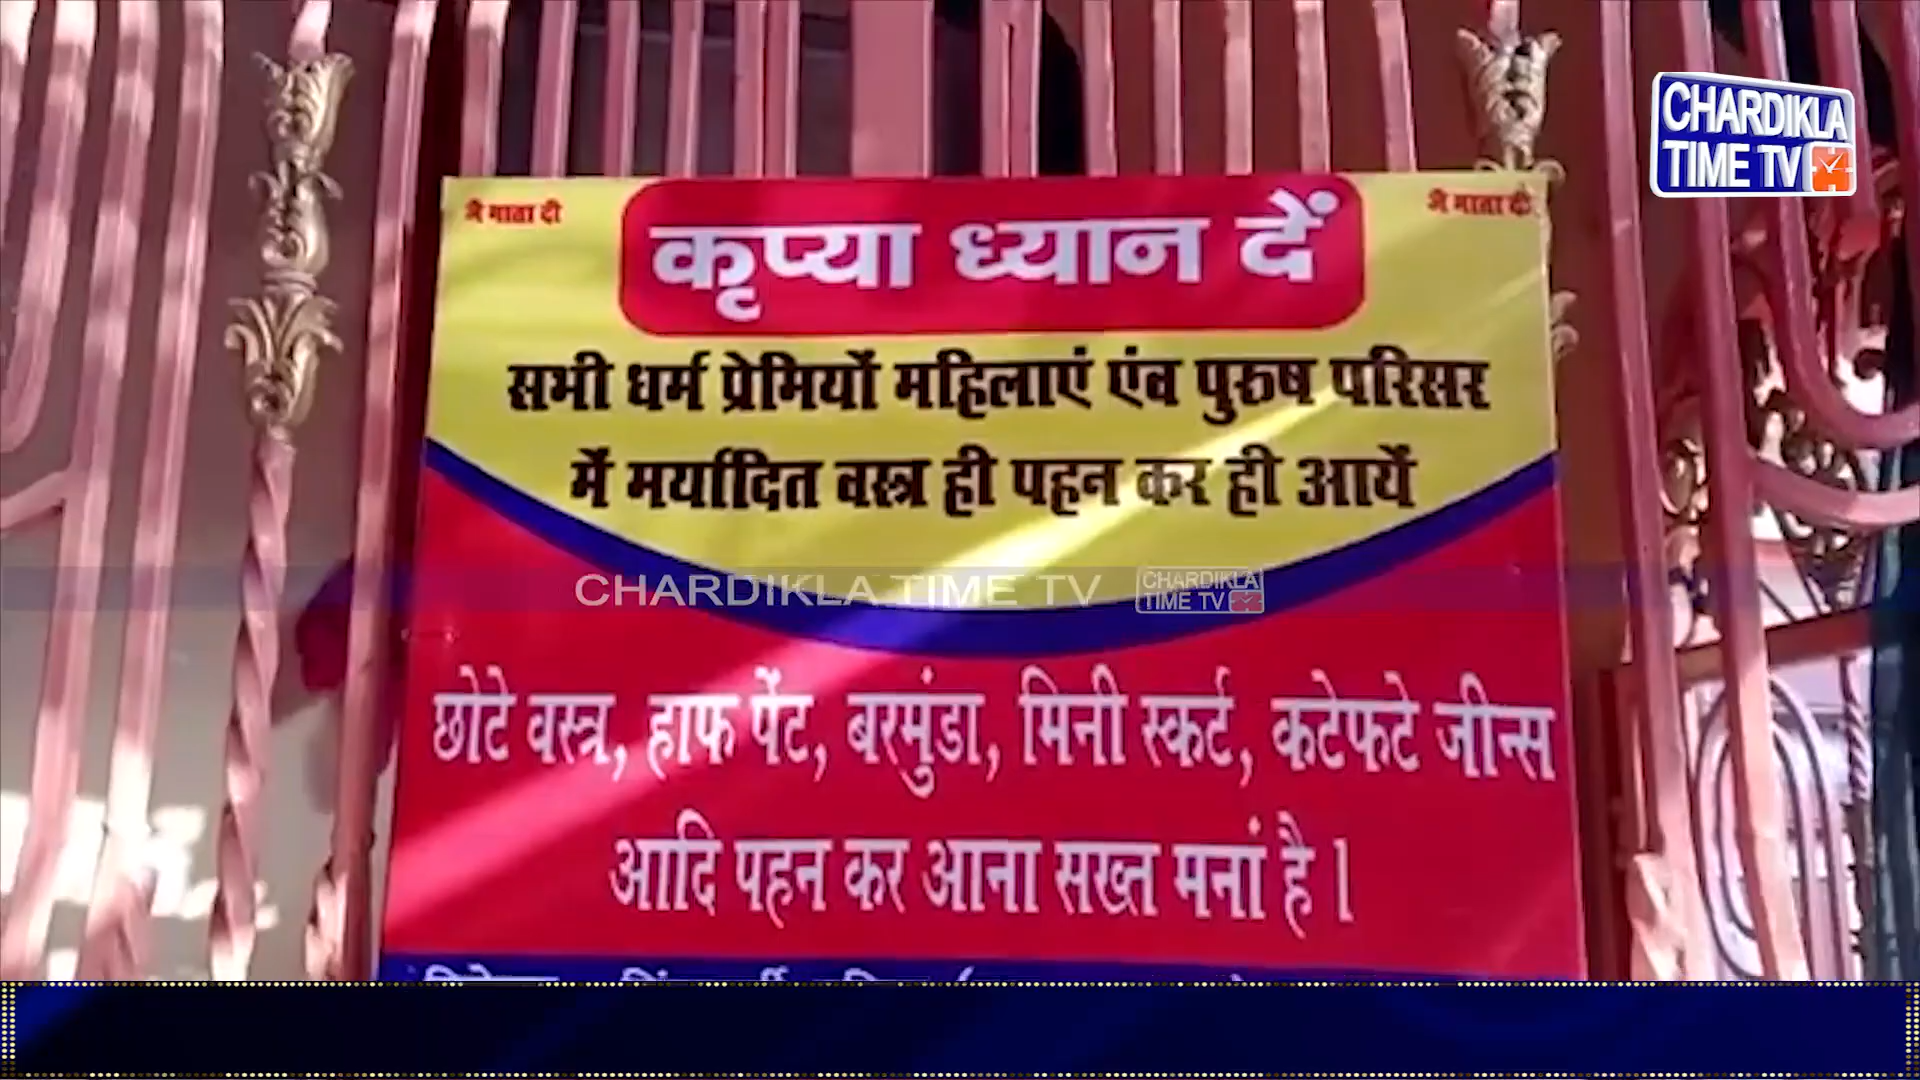 CHARDIKLA
TIME TV
जै माता दी
कृप्या ध्यान दें
जै माता दी
सभी धर्म प्रेमियों महिलाएं एंव पुरूष परिसर
में मर्यादित वस्त्र ही पहन कर ही आयें
CHARDIKLA TIME TV
CHARDIKLA
TIME TV
छोटे वस्त्र, हाफ पेंट, बरमुंडा, मिनी स्कर्ट, कटेफटे जीन्स
आदि पहन कर आना सख्त मनां है।